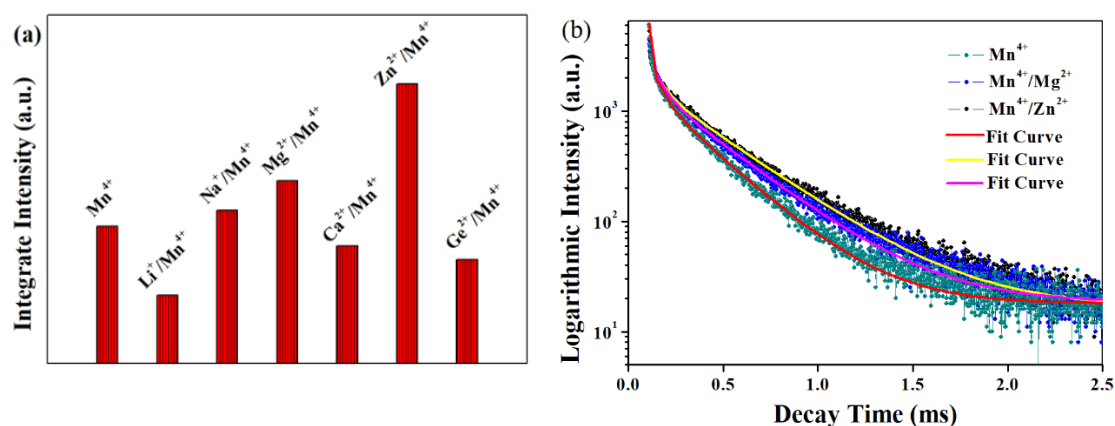 (a)
Integrate Intensity (a.u.)
Mn⁴⁺
Li⁺/Mn⁴⁺
Na⁺/Mn⁴⁺
Mg²⁺/Mn⁴⁺
Ca²⁺/Mn⁴⁺
Zn²⁺/Mn⁴⁺
Ge²⁺/Mn⁴⁺
(b)
Logarithmic Intensity (a.u.)
10³
10²
10¹
Mn⁴⁺
Mn⁴⁺/Mg²⁺
Mn⁴⁺/Zn²⁺
Fit Curve
Fit Curve
Fit Curve
0.0 0.5 1.0 1.5 2.0 2.5
Decay Time (ms)